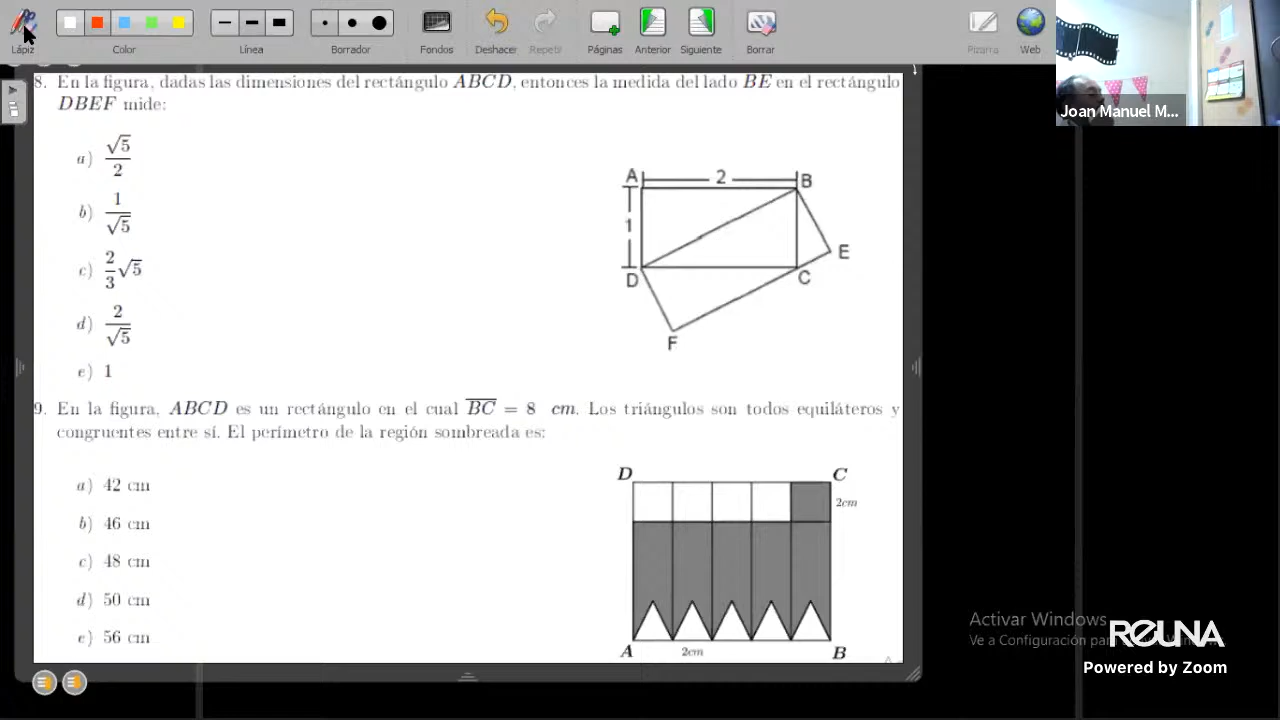 Lápiz
Color
Línea
Borrador
Fondos
Deshacer
Repetir
Páginas
Anterior
Siguiente
Borrar
Pizarra
Web
Joan Manuel M...
8. En la figura, dadas las dimensiones del rectángulo ABCD, entonces la medida del lado BE en el rectángulo
DBEF mide:
a) √5/2
b) 1/√5
c) 2/3 √5
d) 2/√5
e) 1
A 2 B
1
E
D C
F
9. En la figura, ABCD es un rectángulo en el cual B̅C̅ = 8 cm. Los triángulos son todos equiláteros y
congruentes entre sí. El perímetro de la región sombreada es:
a) 42 cm
b) 46 cm
c) 48 cm
d) 50 cm
e) 56 cm
D C
2cm
A 2cm B
Activar Windows
REUNA
Powered by Zoom